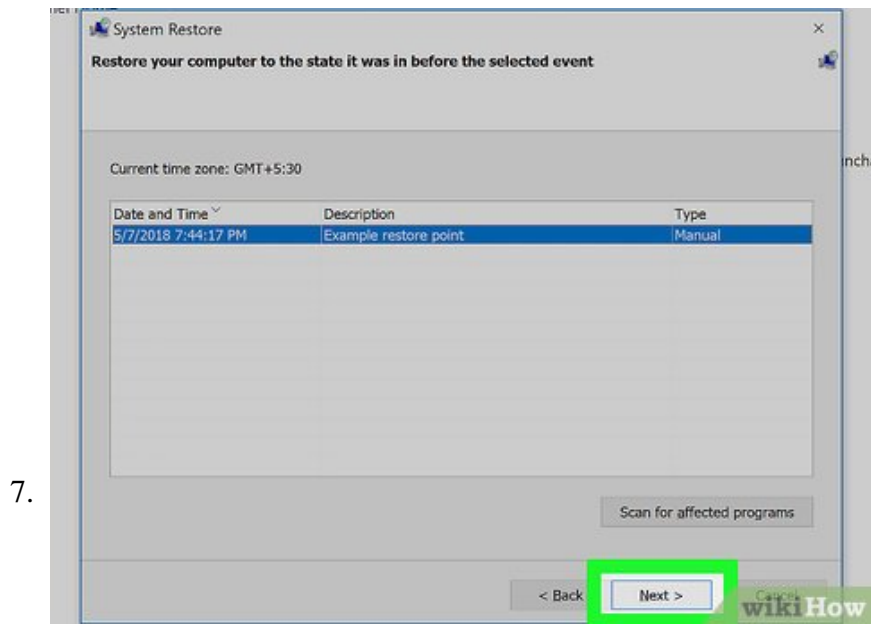 System Restore
Restore your computer to the state it was in before the selected event
Current time zone: GMT+5:30
Date and Time Description Type
5/7/2018 7:44:17 PM Example restore point Manual
7.
Scan for affected programs
< Back Next > Cancel
wikiHow